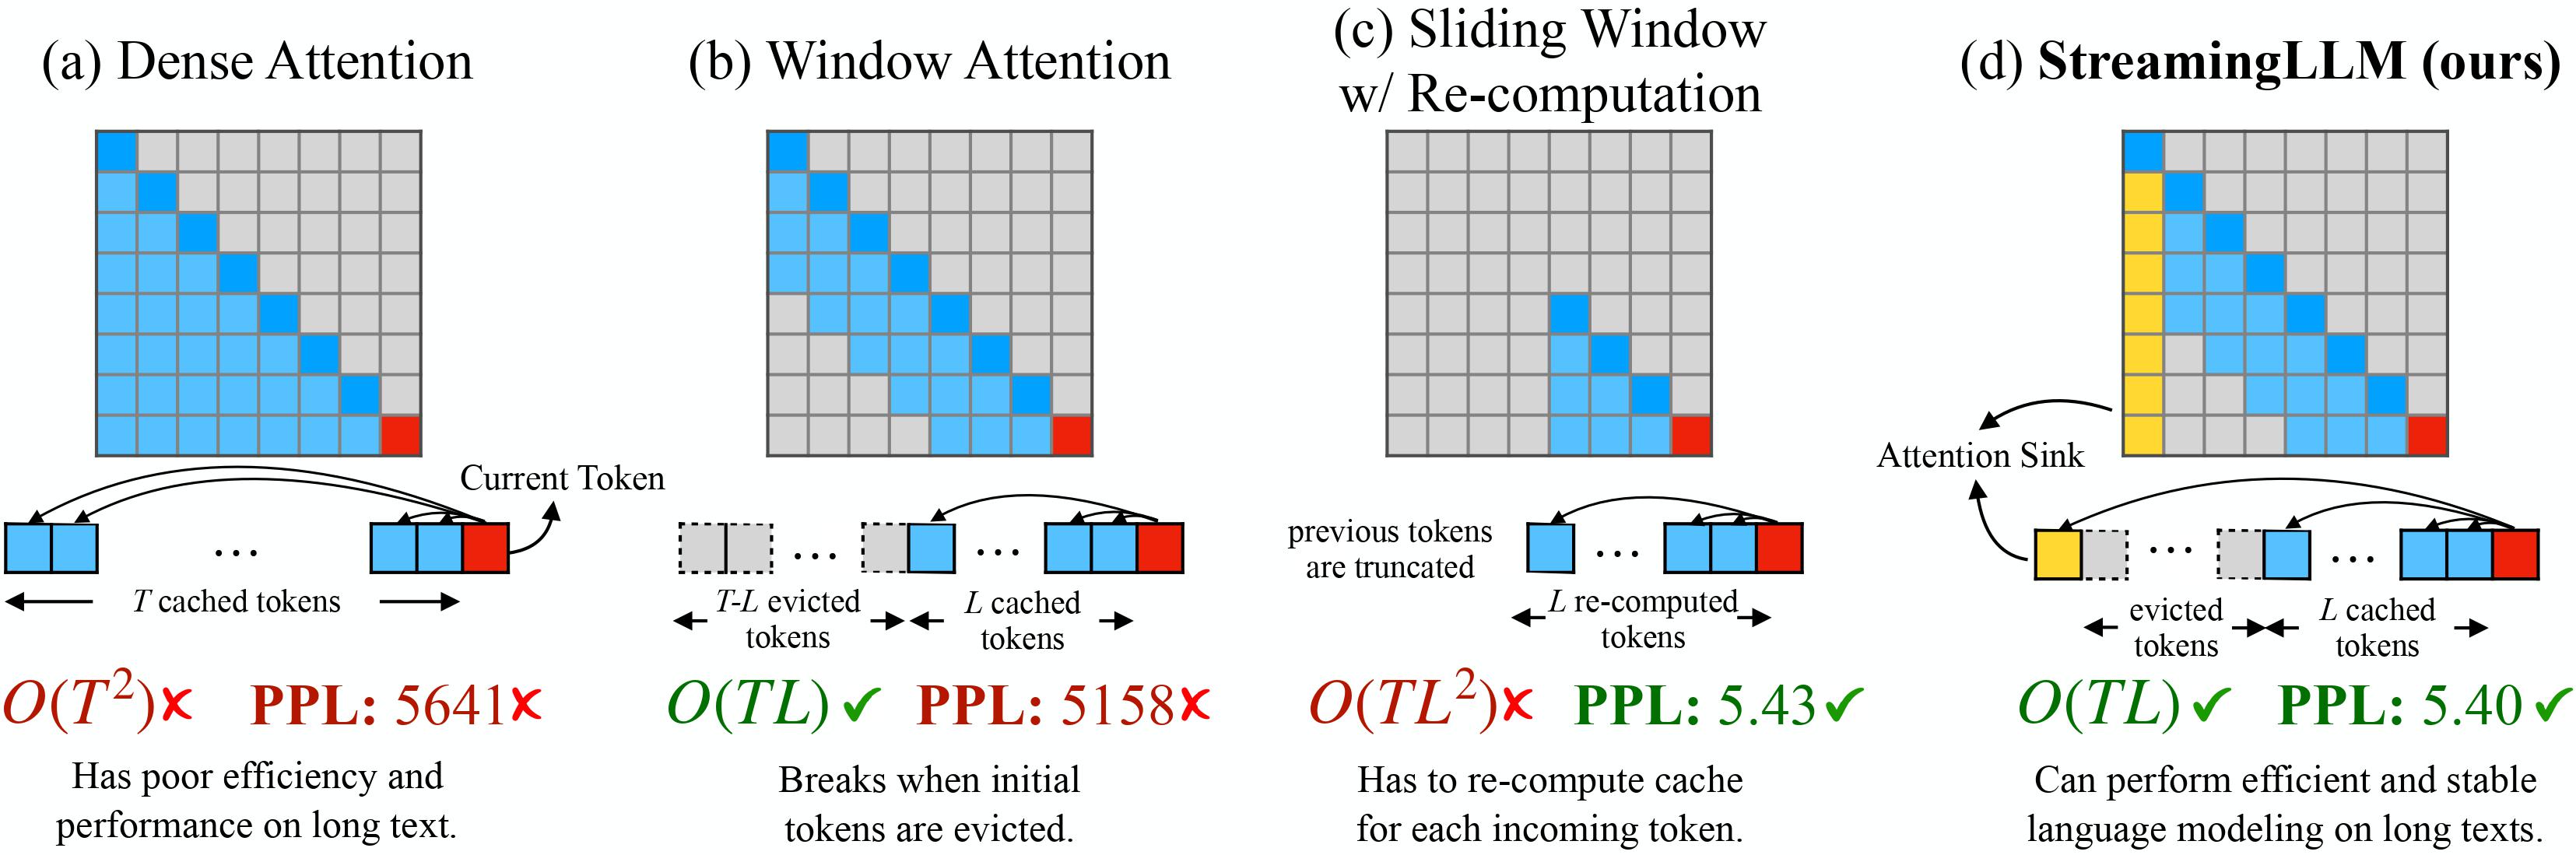 (a) Dense Attention
Current Token
...
T cached tokens
O(T²)✗ PPL: 5641✗
Has poor efficiency and
performance on long text.
(b) Window Attention
... ...
T-L evicted
tokens
L cached
tokens
O(TL) ✓ PPL: 5158✗
Breaks when initial
tokens are evicted.
(c) Sliding Window
w/ Re-computation
previous tokens
are truncated
...
L re-computed
tokens
O(TL²)✗ PPL: 5.43✓
Has to re-compute cache
for each incoming token.
(d) StreamingLLM (ours)
Attention Sink
... ...
evicted
tokens
L cached
tokens
O(TL) ✓ PPL: 5.40 ✓
Can perform efficient and stable
language modeling on long texts.